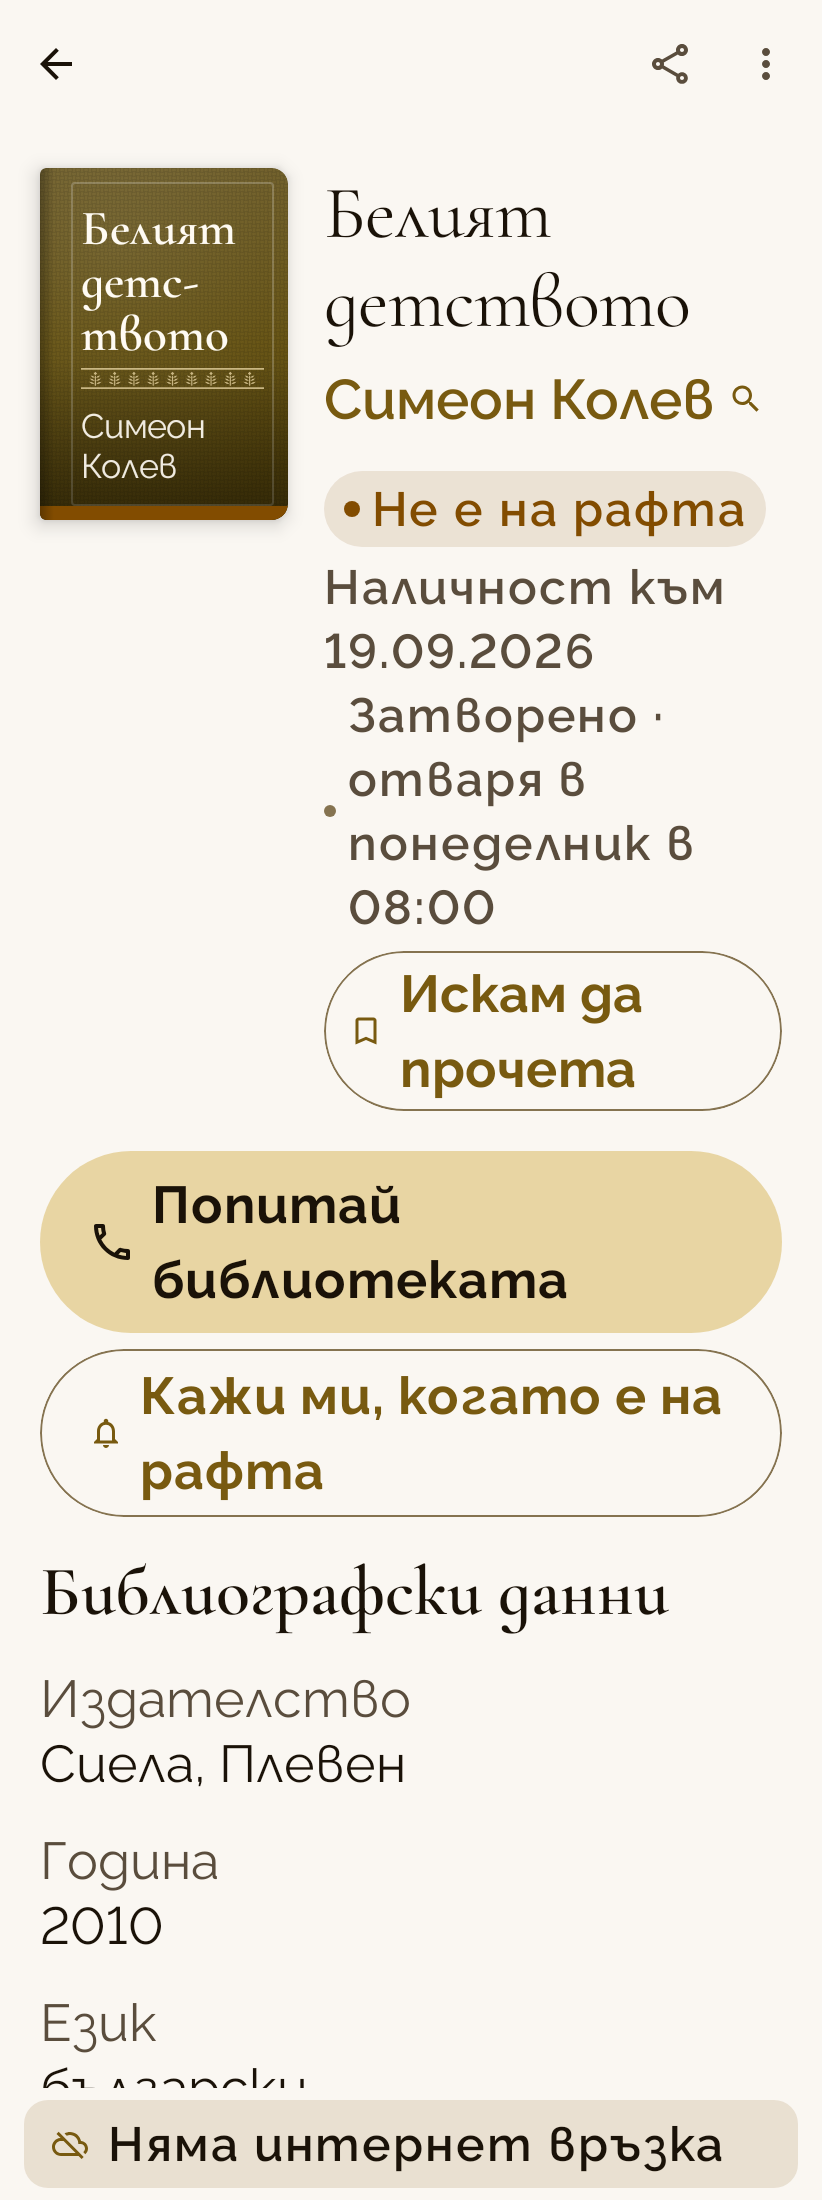 Белият
детс-
твото
Симеон
Колев
Белият
детството
Симеон Колев
Не е на рафта
Наличност към
19.09.2026
Затворено ·
отваря в
понеделник в
08:00
Искам да
прочета
Попитай
библиотеката
Кажи ми, когато е на
рафта
Библиографски данни
Издателство
Сиела, Плевен
Година
2010
Език
български
Няма интернет връзка